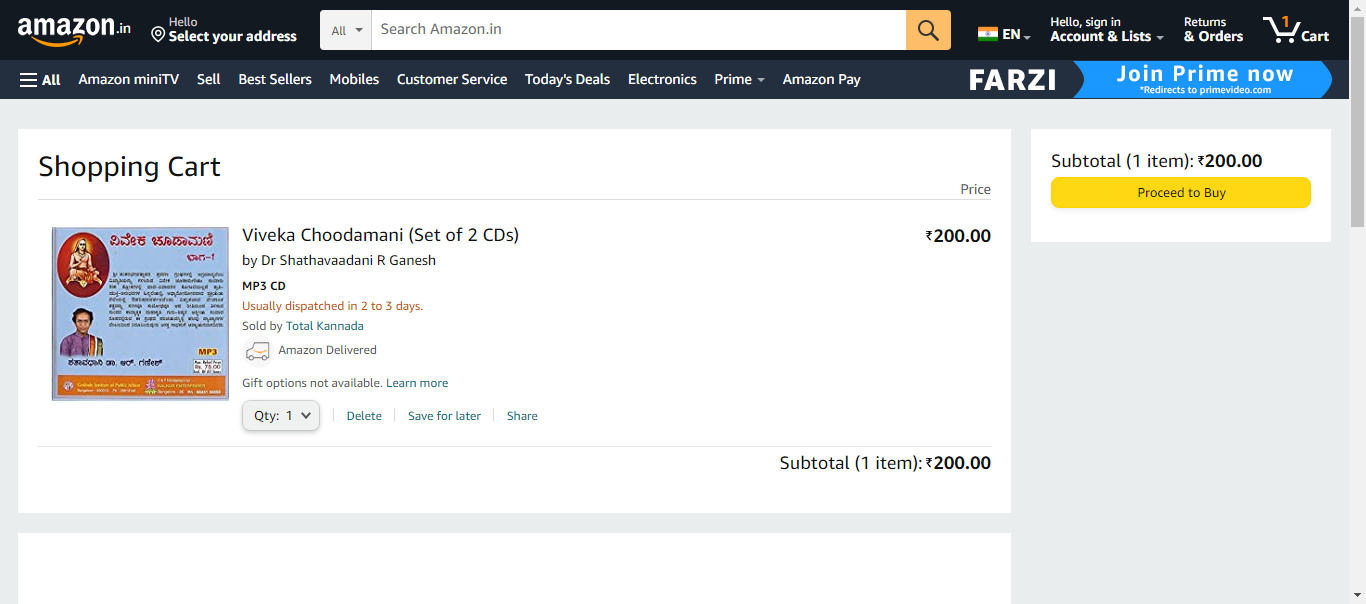 amazon.in
Hello
Select your address
All
Search Amazon.in
EN
Hello, sign in
Account & Lists
Returns
& Orders
1
Cart
All
Amazon miniTV
Sell
Best Sellers
Mobiles
Customer Service
Today's Deals
Electronics
Prime
Amazon Pay
FARZI
Join Prime now
*Redirects to primevideo.com
Shopping Cart
Price
ವಿವೇಕ ಚೂಡಾಮಣಿ
ಭಾಗ-1
MP3
ಶತಾವಧಾನಿ ಡಾ. ಆರ್. ಗಣೇಶ್
Viveka Choodamani (Set of 2 CDs)
₹200.00
by Dr Shathavaadani R Ganesh
MP3 CD
Usually dispatched in 2 to 3 days.
Sold by Total Kannada
Amazon Delivered
Gift options not available. Learn more
Qty: 1
Delete
Save for later
Share
Subtotal (1 item): ₹200.00
Subtotal (1 item): ₹200.00
Proceed to Buy